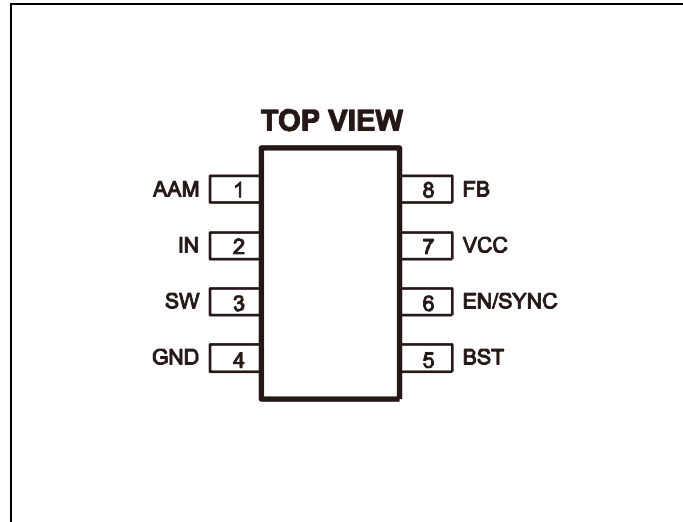 TOP VIEW
AAM 1 8 FB
IN 2 7 VCC
SW 3 6 EN/SYNC
GND 4 5 BST